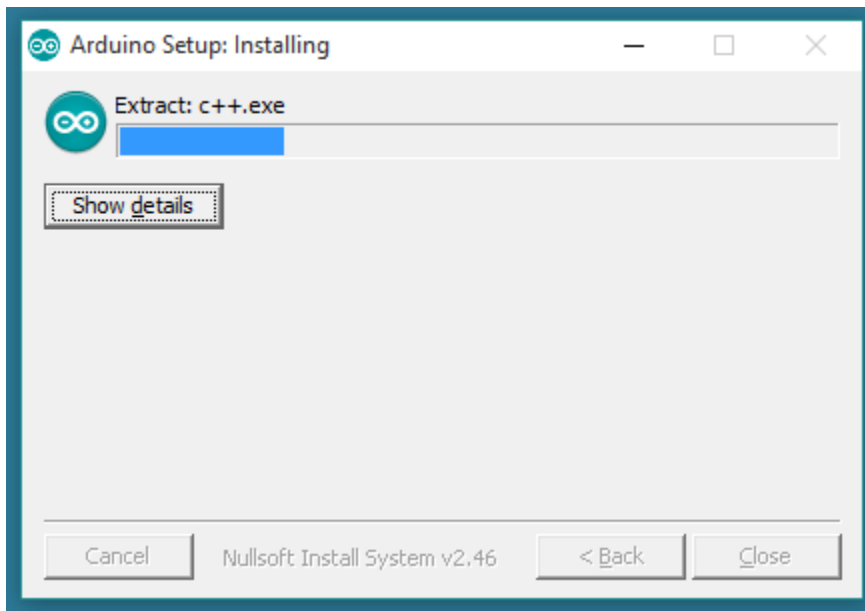 Arduino Setup: Installing
Extract: c++.exe
Show details
Cancel Nullsoft Install System v2.46 < Back Close